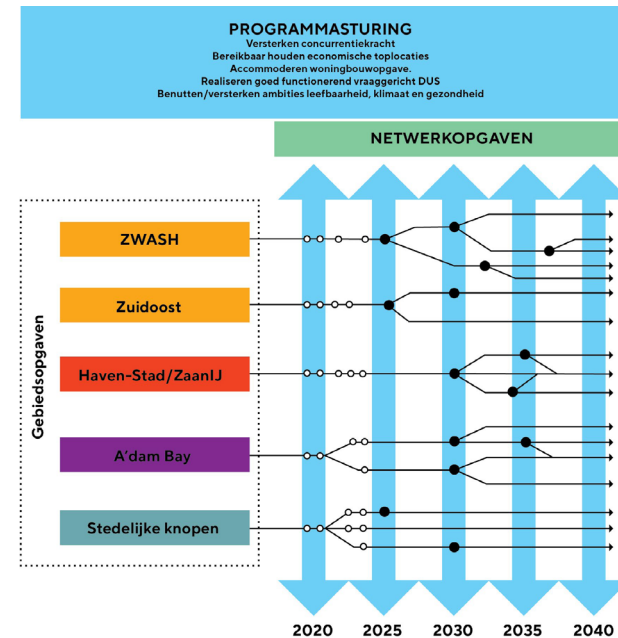 PROGRAMMASTURING
Versterken concurrentiekracht
Bereikbaar houden economische toplocaties
Accommoderen woningbouwopgave.
Realiseren goed functionerend vraaggericht DUS
Benutten/versterken ambities leefbaarheid, klimaat en gezondheid
NETWERKOPGAVEN
Gebiedsopgaven
ZWASH
Zuidoost
Haven-Stad/ZaanIJ
A'dam Bay
Stedelijke knopen
2020 2025 2030 2035 2040